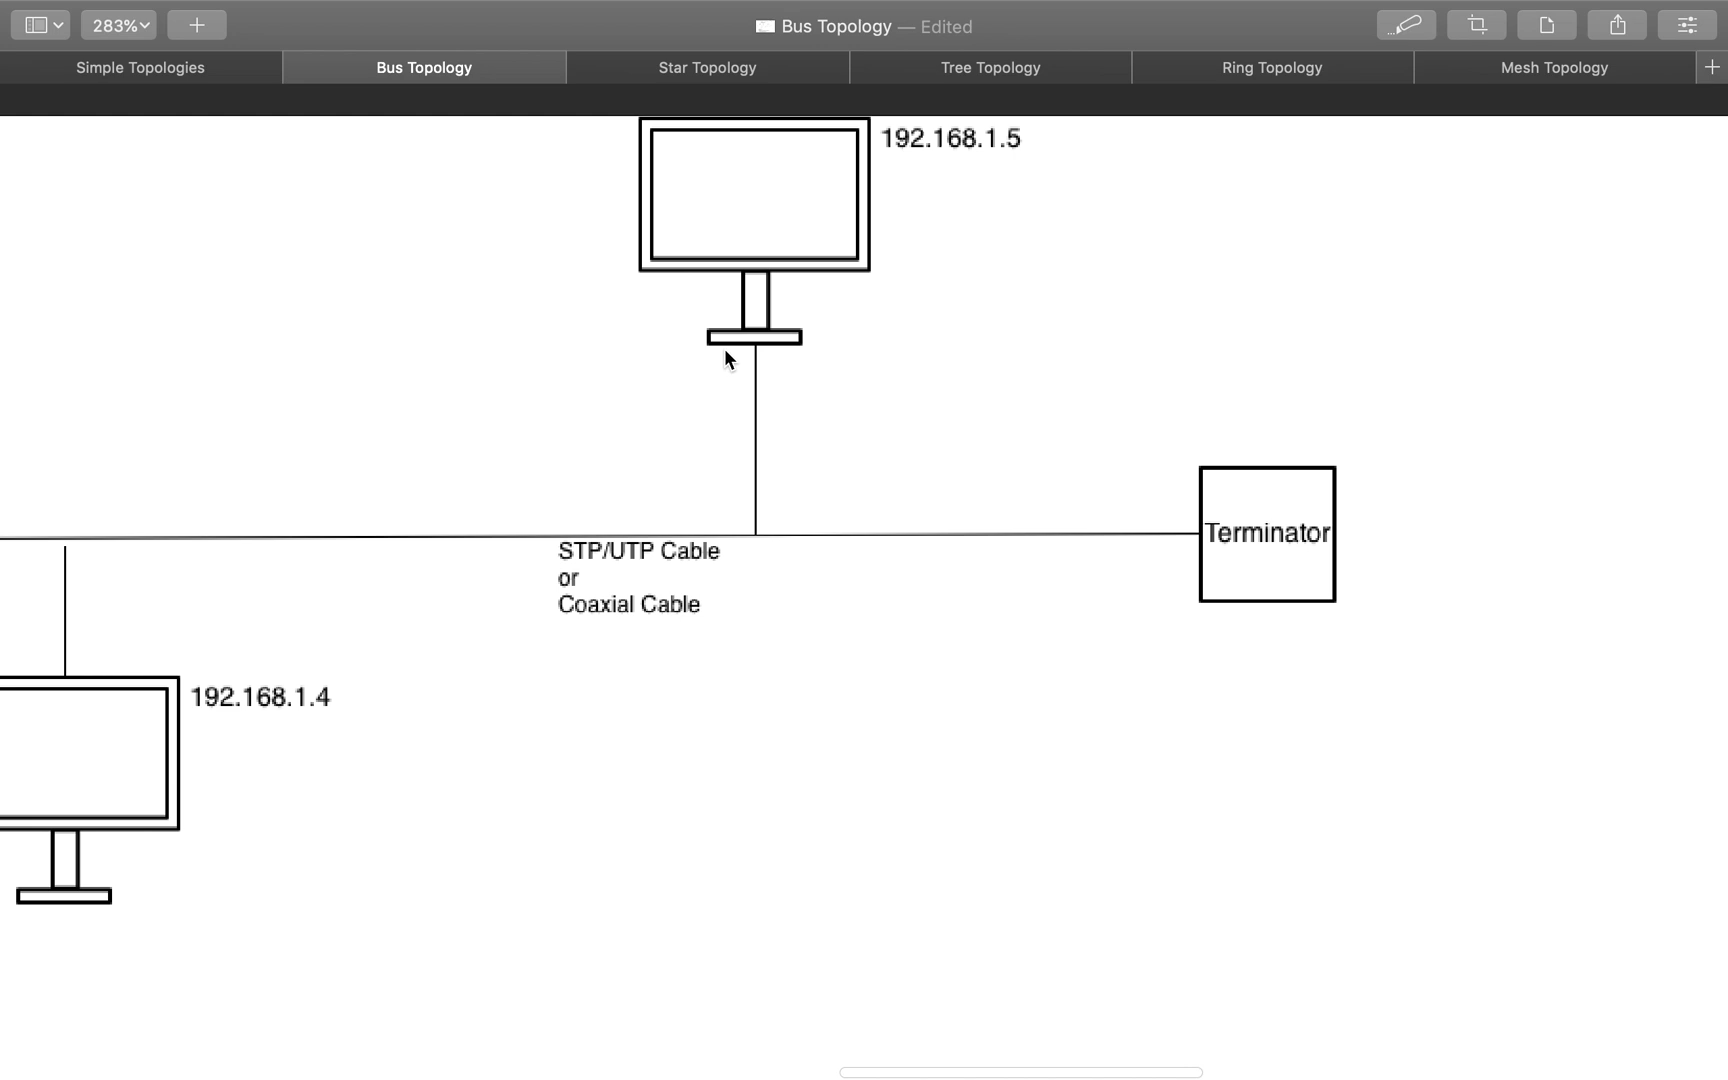 283%
Bus Topology — Edited
Simple Topologies
Bus Topology
Star Topology
Tree Topology
Ring Topology
Mesh Topology
192.168.1.5
Terminator
STP/UTP Cable
or
Coaxial Cable
192.168.1.4